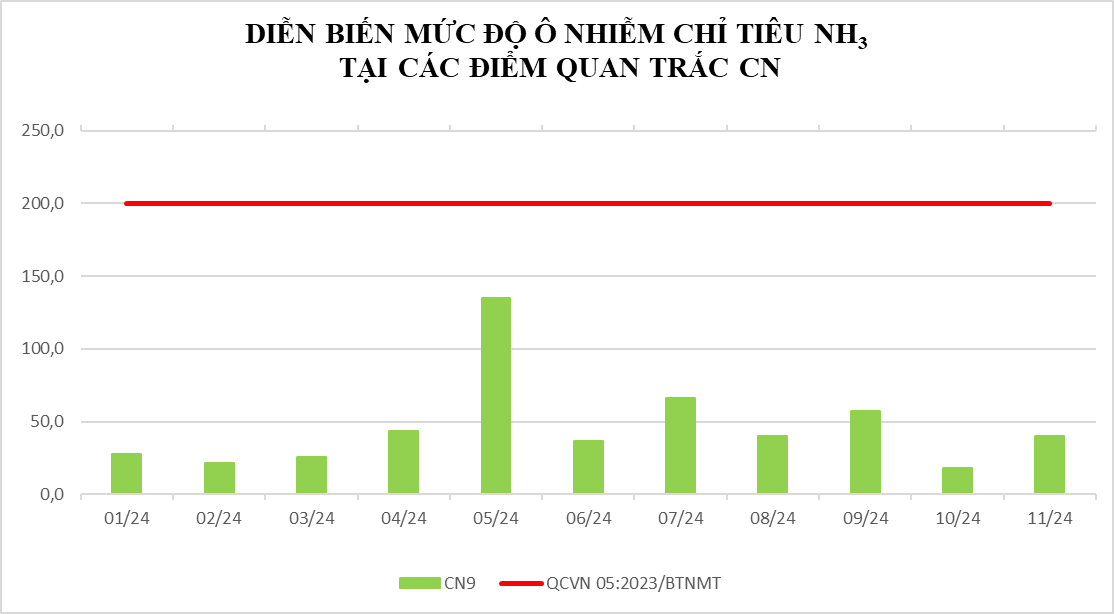 DIỄN BIẾN MỨC ĐỘ Ô NHIỄM CHỈ TIÊU NH₃
TẠI CÁC ĐIỂM QUAN TRẮC CN
250,0
200,0
150,0
100,0
50,0
0,0
01/24 02/24 03/24 04/24 05/24 06/24 07/24 08/24 09/24 10/24 11/24
CN9 QCVN 05:2023/BTNMT